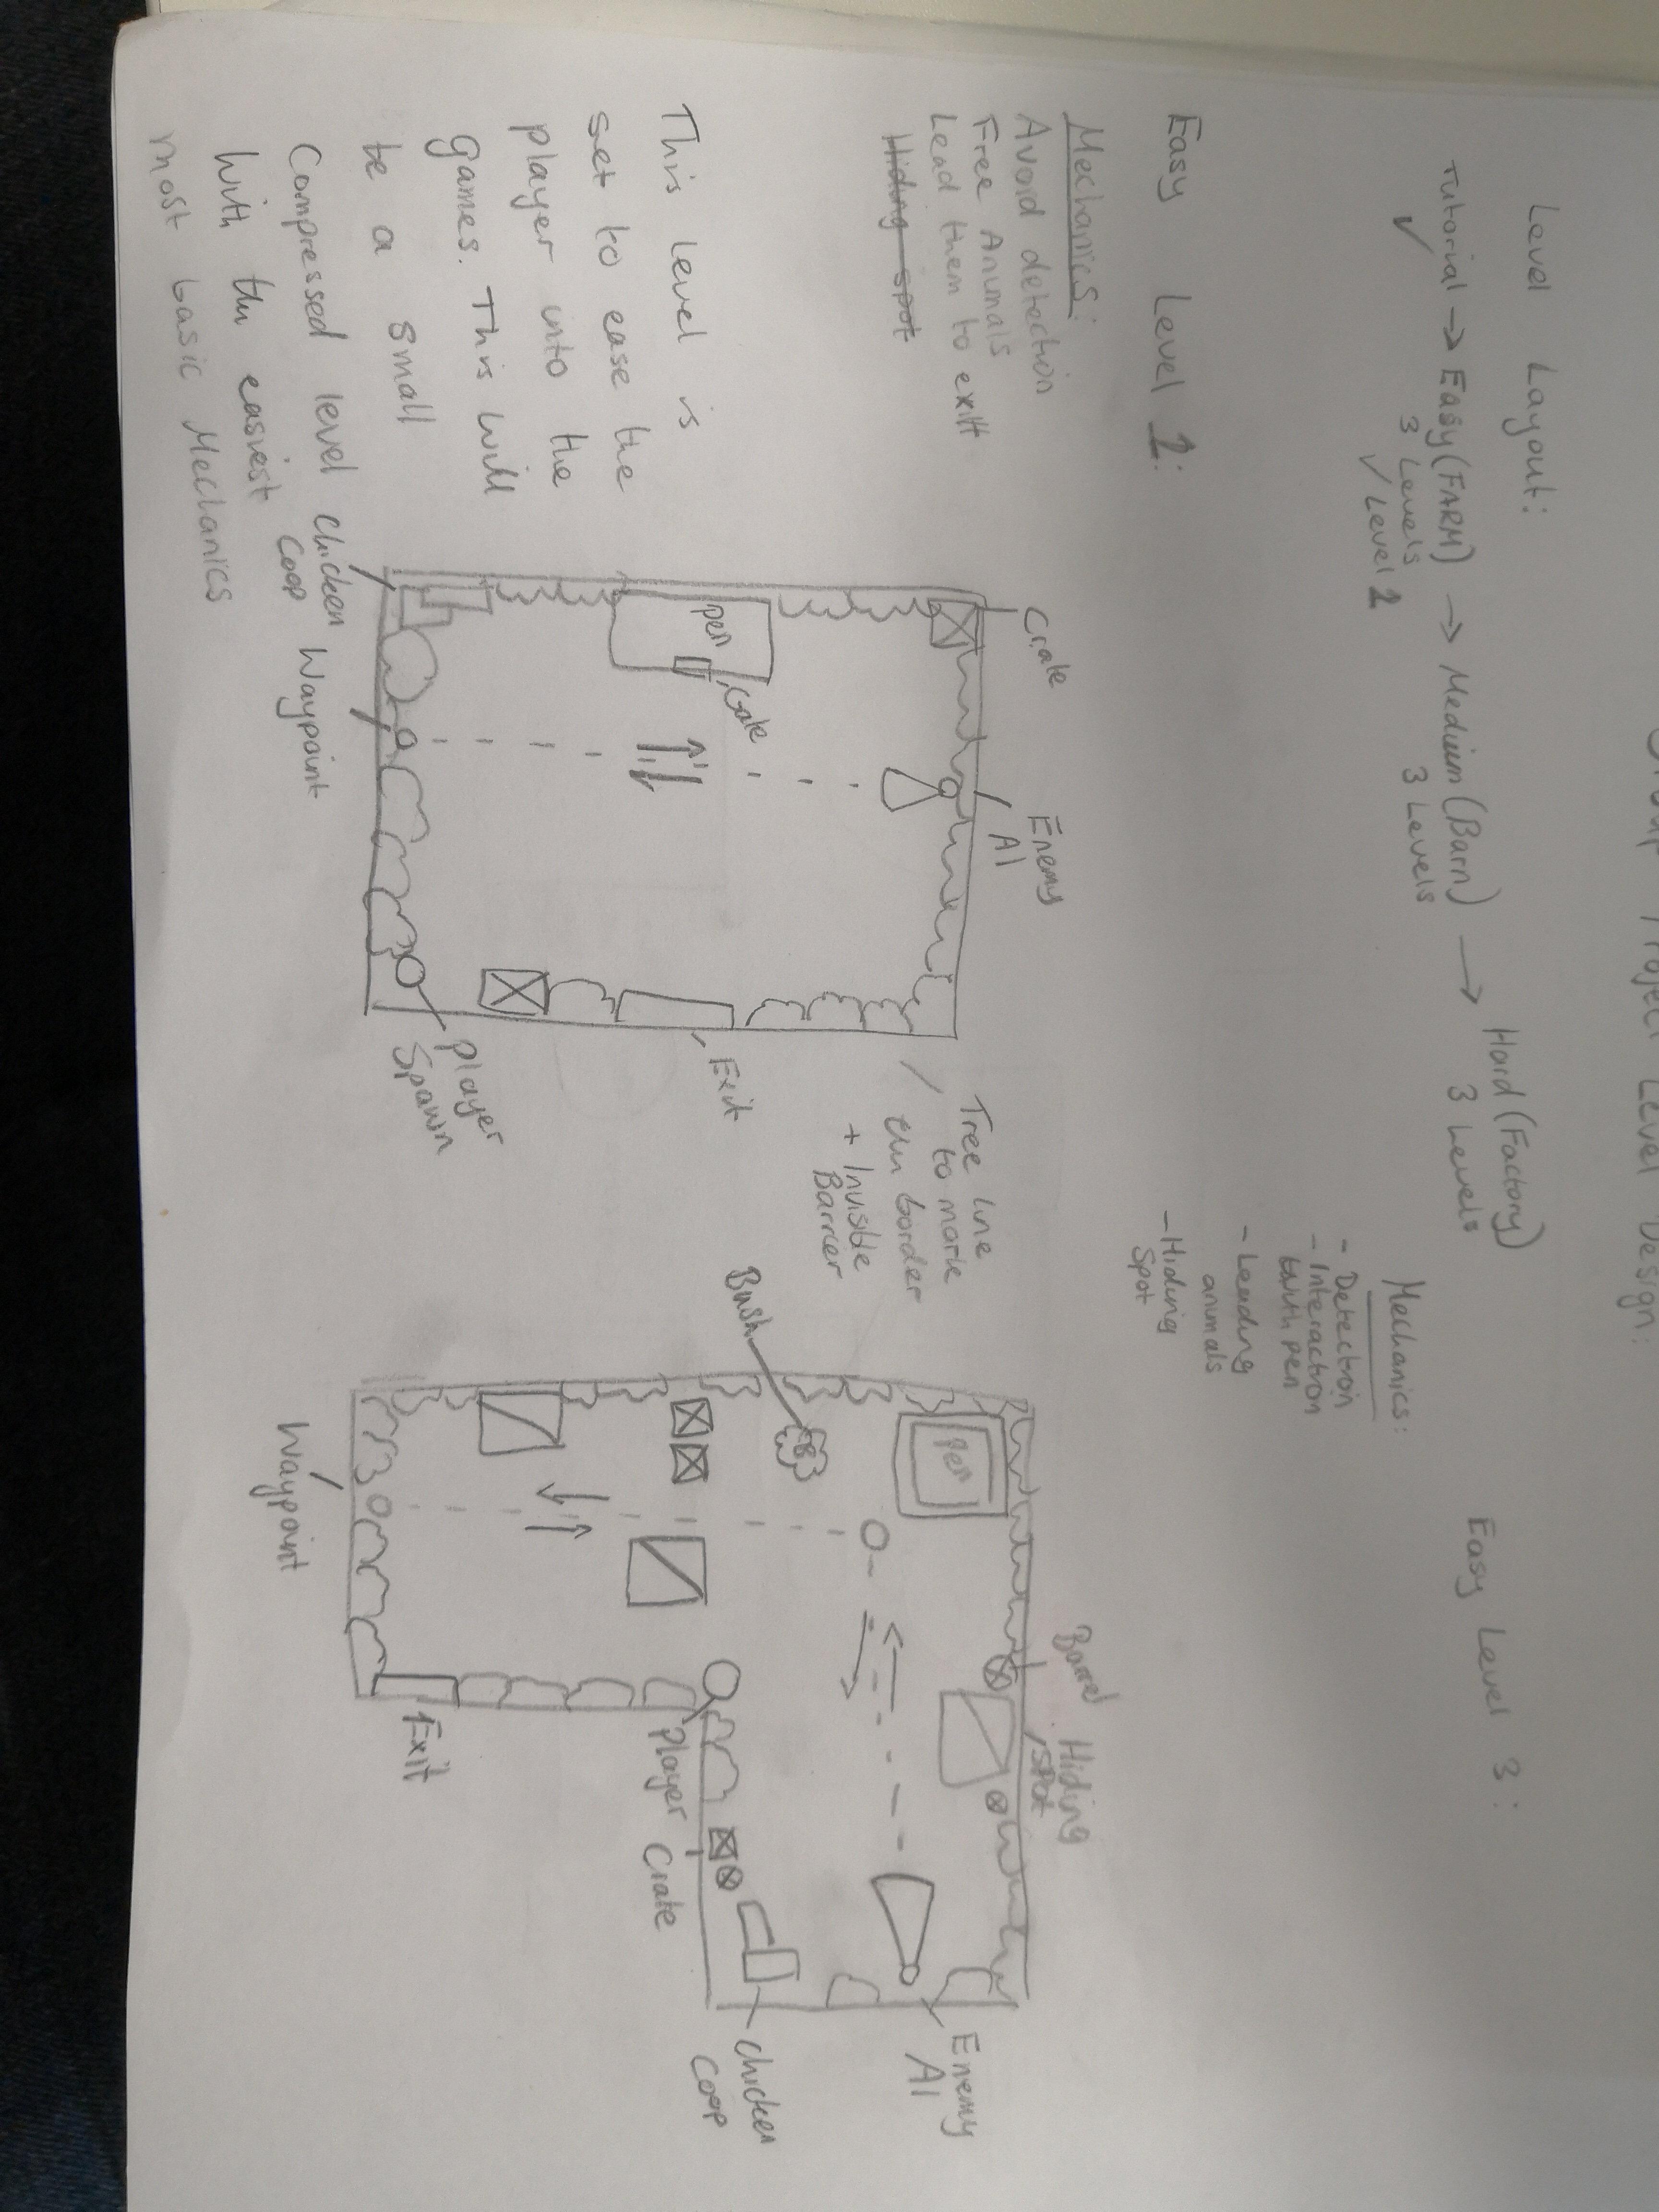 Project Level Design:
Level Layout:
Tutorial → Easy (FARM) → Medium (Barn) → Hard (Factory)
✓ 3 Levels 3 Levels 3 Levels
✓ Level 2
Easy Level 1:
Mechanics:
Avoid detection
Free Animals
Lead them to exit
Hiding spot
This level is
set to ease the
player into the
games. This will
be a small
Compressed level
with the easiest
most basic Mechanics
Crate
Enemy
AI
Pen
Gate
chicken
coop
Waypoint
Exit
player
Spawn
Tree line
to mark
the border
+ Invisible
Barrier
Mechanics:
- Detection
- Interaction
with pen
- Leading
animals
- Hiding
Spot
Easy Level 3:
Barrel
Hiding
spot
Bush
Pen
Enemy
AI
Player
Crate
chicken
coop
Exit
Waypoint